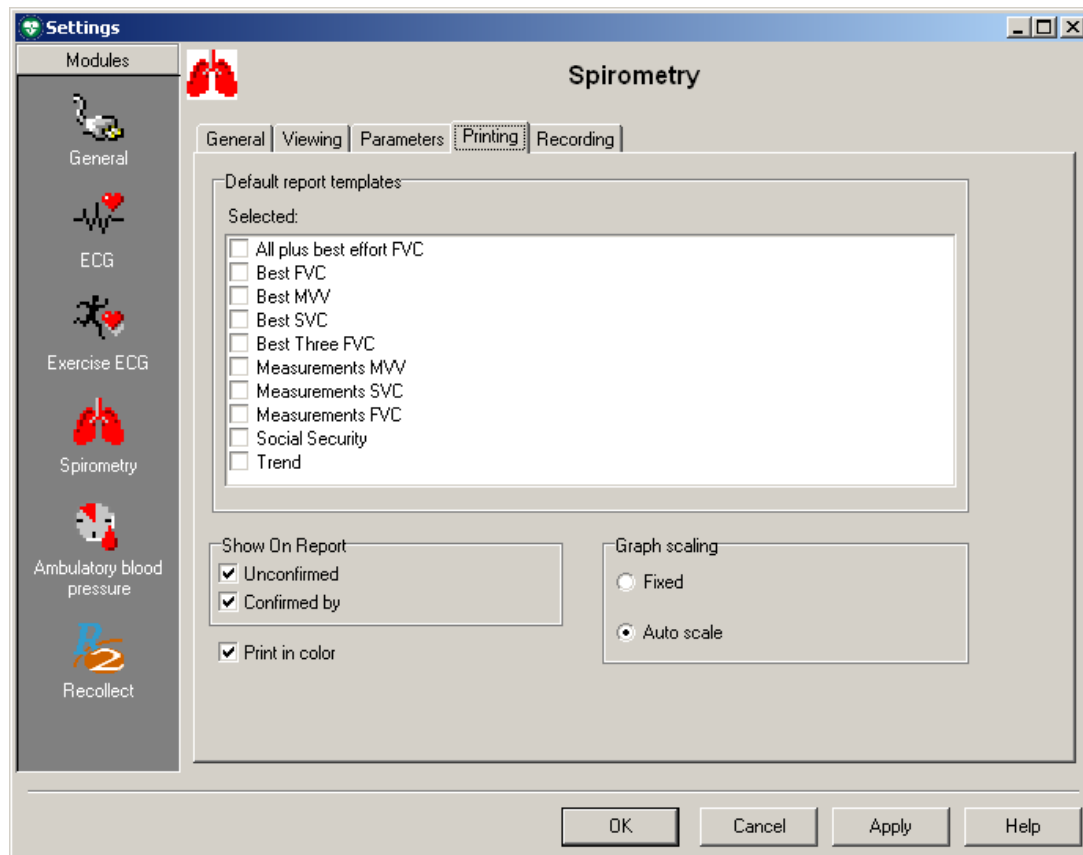 Settings
Modules
General
ECG
Exercise ECG
Spirometry
Ambulatory blood
pressure
R2
Recollect
Spirometry
General Viewing Parameters Printing Recording
Default report templates
Selected:
All plus best effort FVC
Best FVC
Best MVV
Best SVC
Best Three FVC
Measurements MVV
Measurements SVC
Measurements FVC
Social Security
Trend
Show On Report
Unconfirmed
Confirmed by
Print in color
Graph scaling
Fixed
Auto scale
OK Cancel Apply Help